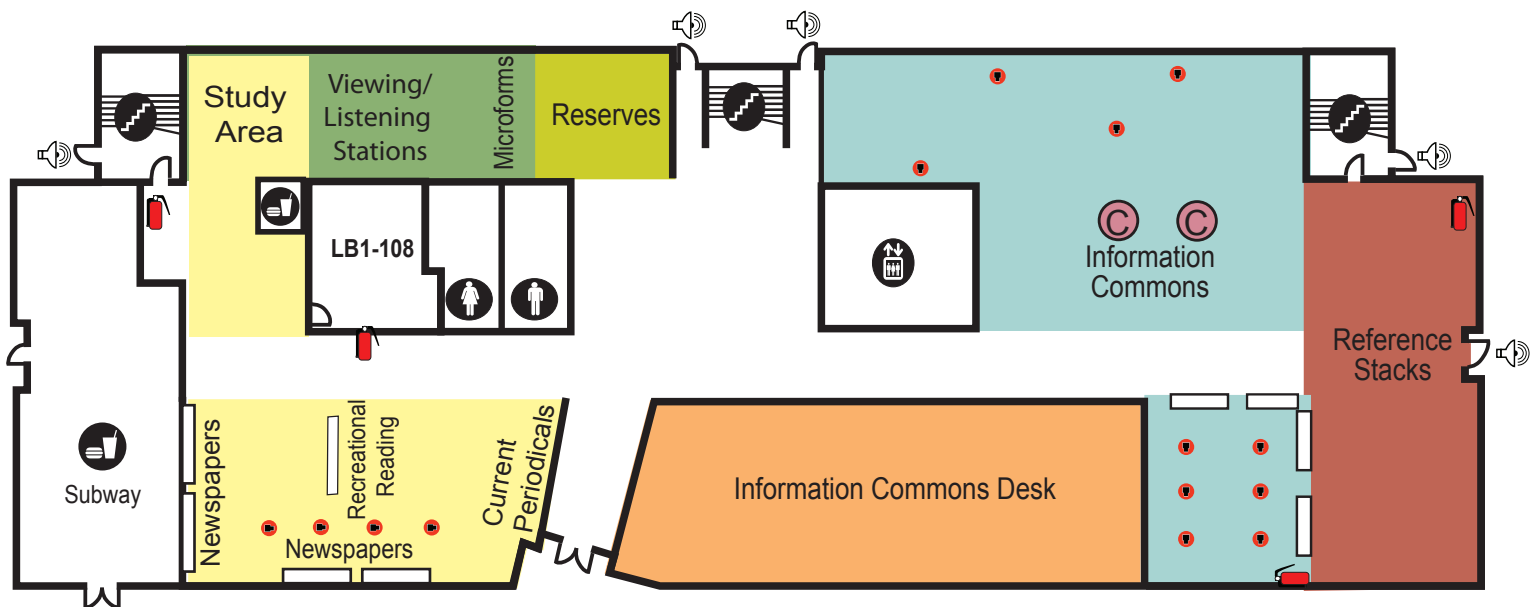 Study
Area
Viewing/
Listening
Stations
Microforms
Reserves
LB1-108
C
C
Information
Commons
Reference
Stacks
Subway
Newspapers
Recreational
Reading
Newspapers
Current
Periodicals
Information Commons Desk